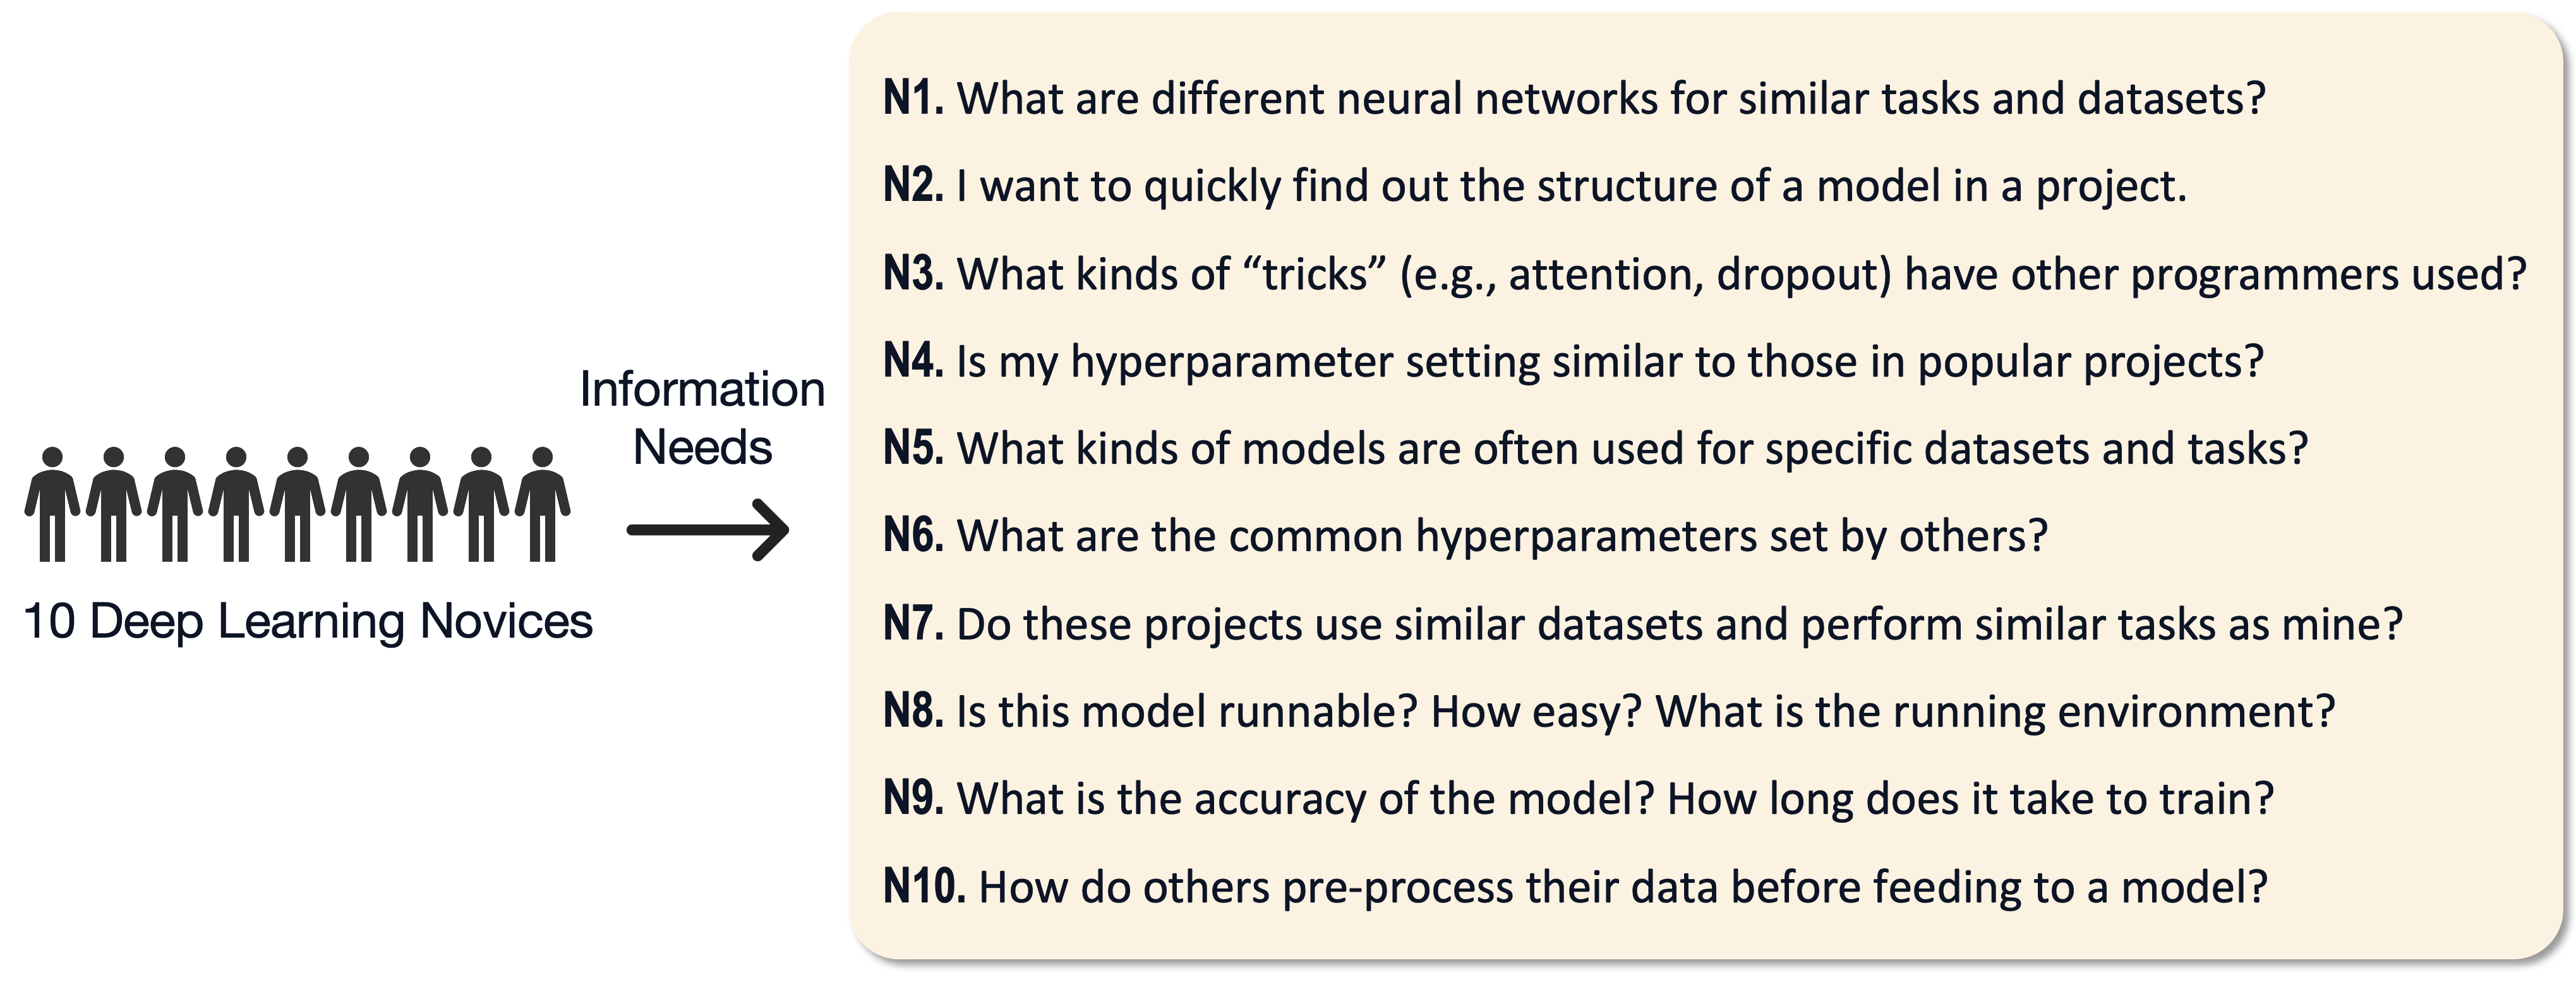 Information
Needs
10 Deep Learning Novices
N1. What are different neural networks for similar tasks and datasets?
N2. I want to quickly find out the structure of a model in a project.
N3. What kinds of “tricks” (e.g., attention, dropout) have other programmers used?
N4. Is my hyperparameter setting similar to those in popular projects?
N5. What kinds of models are often used for specific datasets and tasks?
N6. What are the common hyperparameters set by others?
N7. Do these projects use similar datasets and perform similar tasks as mine?
N8. Is this model runnable? How easy? What is the running environment?
N9. What is the accuracy of the model? How long does it take to train?
N10. How do others pre-process their data before feeding to a model?